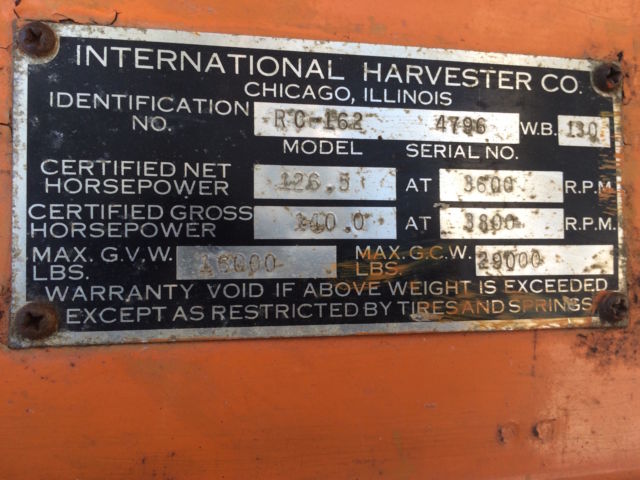 INTERNATIONAL HARVESTER CO.
CHICAGO, ILLINOIS
IDENTIFICATION NO. RC-162 4796 W.B. 130
MODEL SERIAL NO.
CERTIFIED NET HORSEPOWER 126.5 AT 3600 R.P.M.
CERTIFIED GROSS HORSEPOWER 140.0 AT 3800 R.P.M.
MAX. G.V.W. LBS. 16000 MAX. G.C.W. LBS. 29000
WARRANTY VOID IF ABOVE WEIGHT IS EXCEEDED
EXCEPT AS RESTRICTED BY TIRES AND SPRINGS